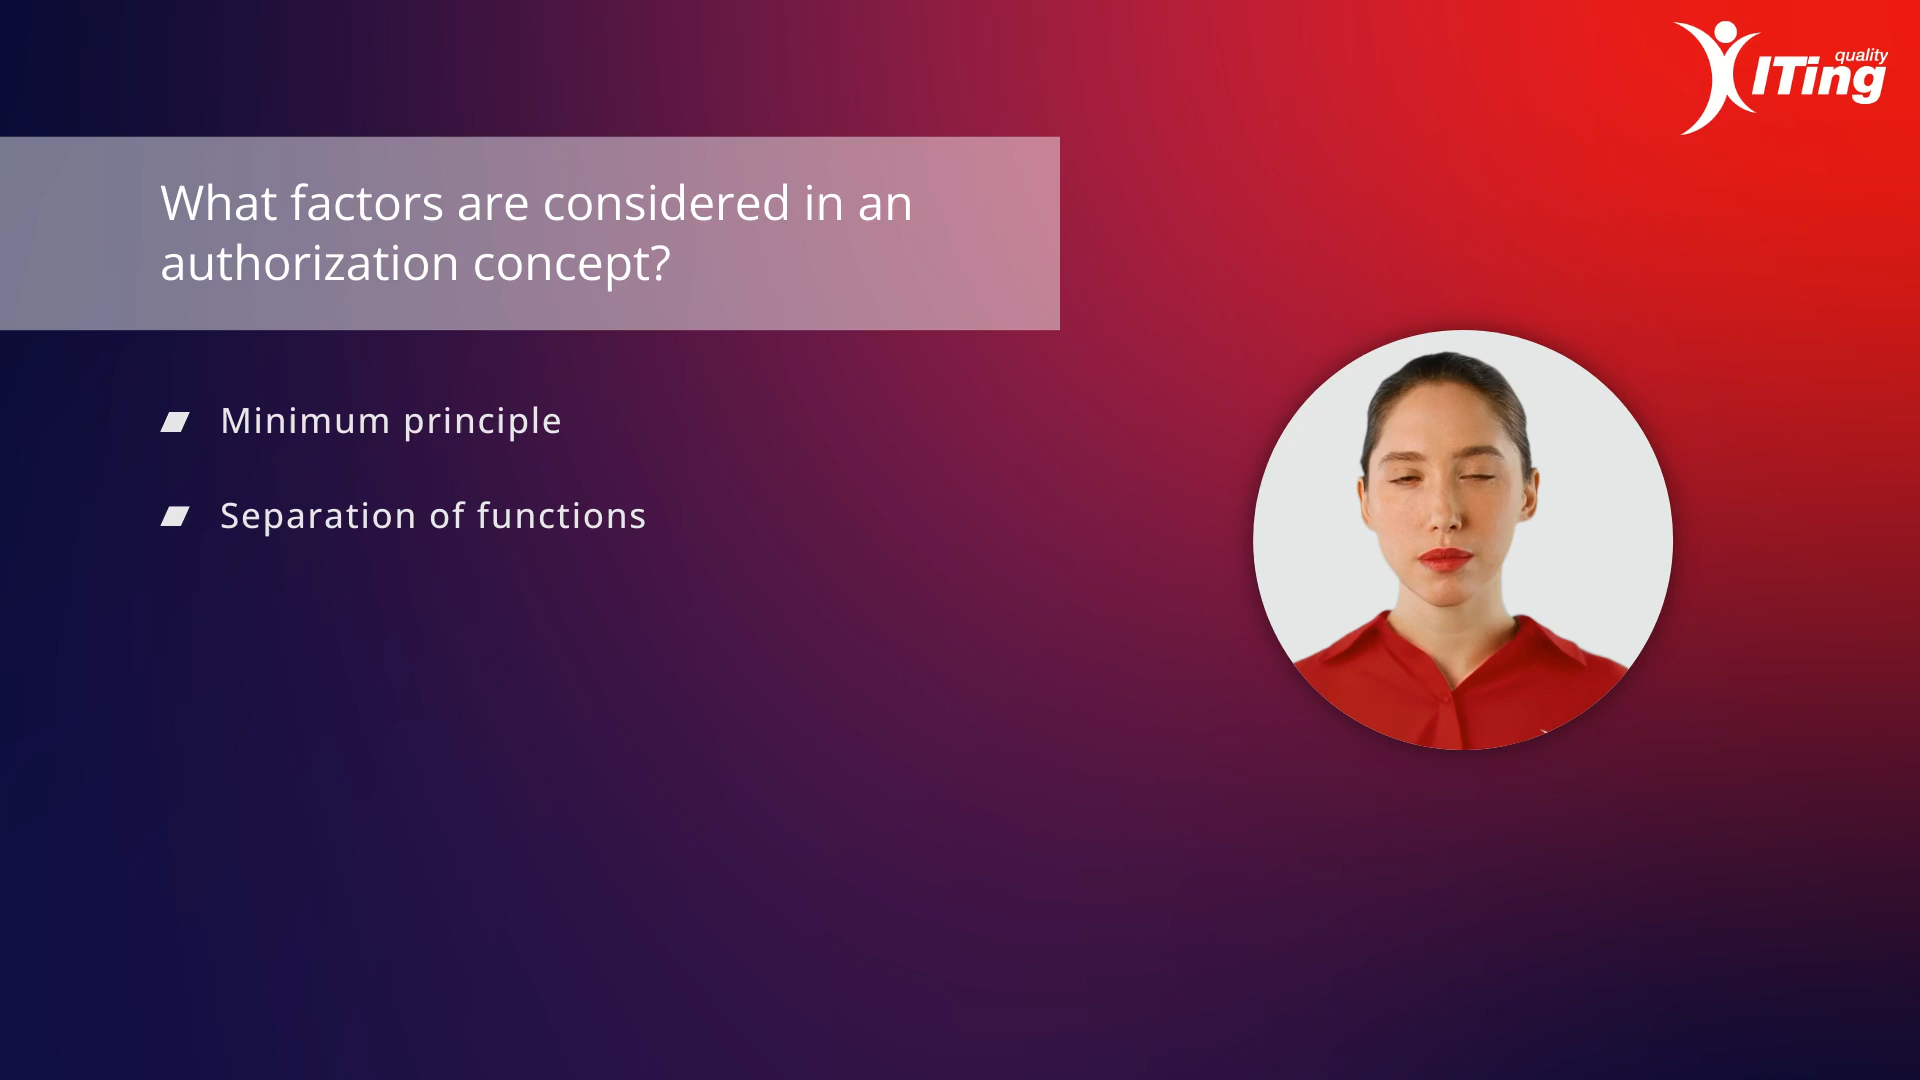 quality
ITing
What factors are considered in an
authorization concept?
Minimum principle
Separation of functions